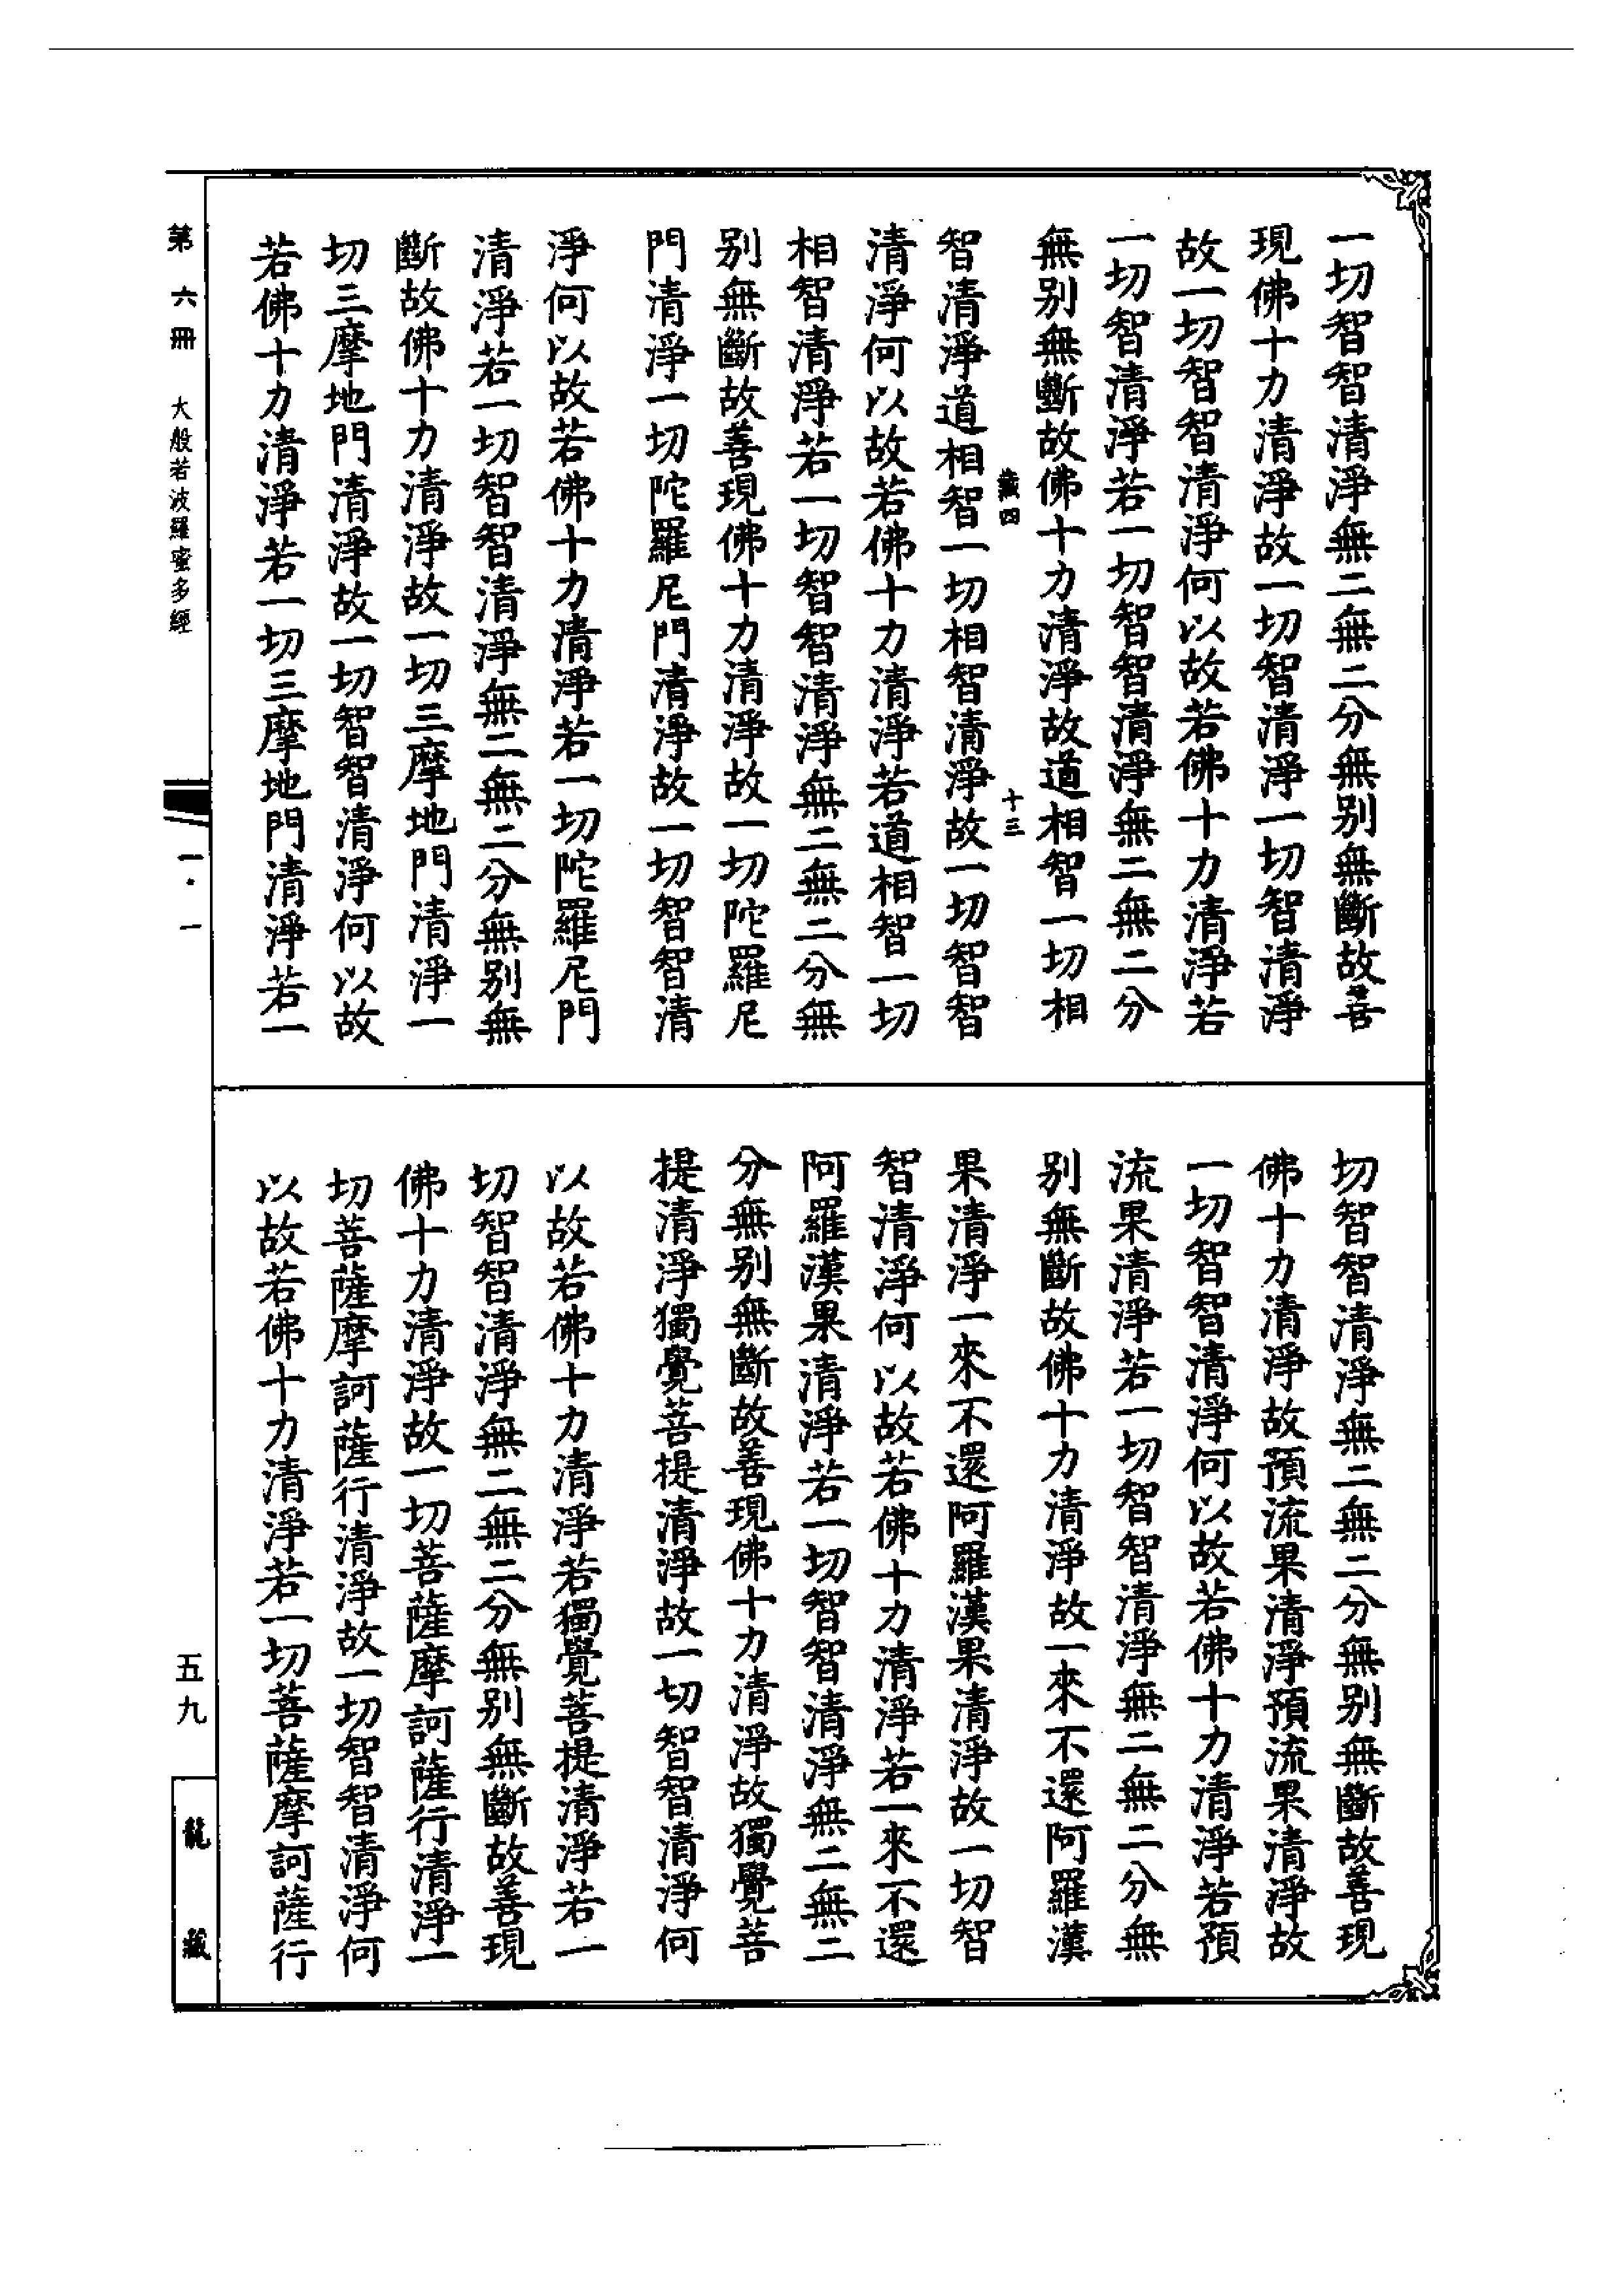 一切智智清淨無二無二分無別無斷故善
現佛十力清淨故一切智清淨一切智清淨
故一切智智清淨何以故若佛十力清淨若
一切智清淨若一切智智清淨無二無二分
無別無斷故佛十力清淨故道相智一切相
藏四
十三
智清淨道相智一切相智清淨故一切智智
清淨何以故若佛十力清淨若道相智一切
相智清淨若一切智智清淨無二無二分無
別無斷故善現佛十力清淨故一切陀羅尼
門清淨一切陀羅尼門清淨故一切智智清
淨何以故若佛十力清淨若一切陀羅尼門
清淨若一切智智清淨無二無二分無別無
斷故佛十力清淨故一切三摩地門清淨一
切三摩地門清淨故一切智智清淨何以故
若佛十力清淨若一切三摩地門清淨若一
切智智清淨無二無二分無別無斷故善現
佛十力清淨故預流果清淨預流果清淨故
一切智智清淨何以故若佛十力清淨若預
流果清淨若一切智智清淨無二無二分無
別無斷故佛十力清淨故一來不還阿羅漢
果清淨一來不還阿羅漢果清淨故一切智
智清淨何以故若佛十力清淨若一來不還
阿羅漢果清淨若一切智智清淨無二無二
分無別無斷故善現佛十力清淨故獨覺菩
提清淨獨覺菩提清淨故一切智智清淨何
以故若佛十力清淨若獨覺菩提清淨若一
切智智清淨無二無二分無別無斷故善現
佛十力清淨故一切菩薩摩訶薩行清淨一
切菩薩摩訶薩行清淨故一切智智清淨何
以故若佛十力清淨若一切菩薩摩訶薩行
第六冊 大般若波羅蜜多經
一·一
五九
龍藏